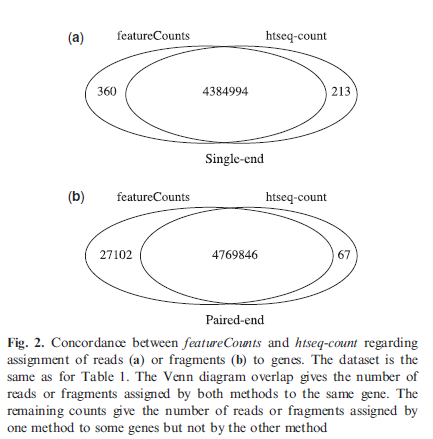 (a) featureCounts htseq-count
360 4384994 213
Single-end
(b) featureCounts htseq-count
27102 4769846 67
Paired-end
Fig. 2. Concordance between featureCounts and htseq-count regarding
assignment of reads (a) or fragments (b) to genes. The dataset is the
same as for Table 1. The Venn diagram overlap gives the number of
reads or fragments assigned by both methods to the same gene. The
remaining counts give the number of reads or fragments assigned by
one method to some genes but not by the other method